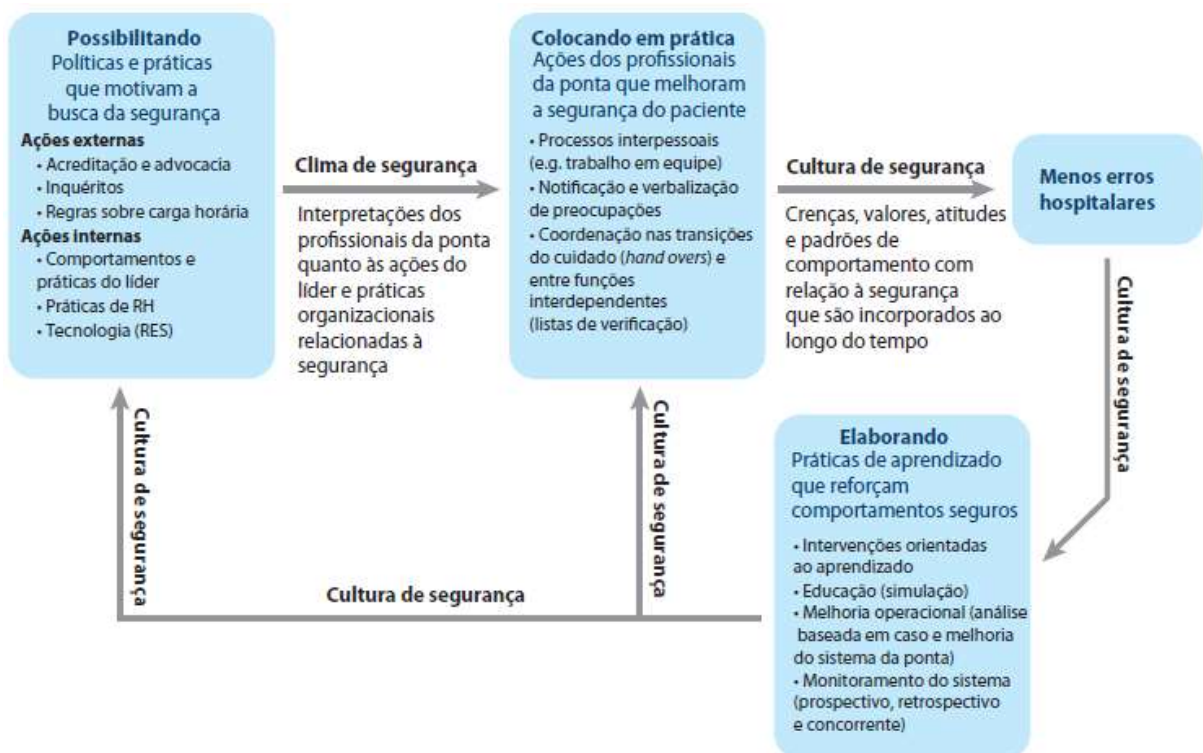 Possibilitando
Políticas e práticas
que motivam a
busca da segurança
Ações externas
• Acreditação e advocacia
• Inquéritos
• Regras sobre carga horária
Ações internas
• Comportamentos e
práticas do líder
• Práticas de RH
• Tecnologia (RES)
Clima de segurança
Interpretações dos
profissionais da ponta
quanto às ações do
líder e práticas
organizacionais
relacionadas à
segurança
Colocando em prática
Ações dos profissionais
da ponta que melhoram
a segurança do paciente
• Processos interpessoais
(e.g. trabalho em equipe)
• Notificação e verbalização
de preocupações
• Coordenação nas transições
do cuidado (hand overs) e
entre funções
interdependentes
(listas de verificação)
Cultura de segurança
Crenças, valores, atitudes
e padrões de
comportamento com
relação à segurança
que são incorporados ao
longo do tempo
Menos erros
hospitalares
Cultura de segurança
Elaborando
Práticas de aprendizado
que reforçam
comportamentos seguros
• Intervenções orientadas
ao aprendizado
• Educação (simulação)
• Melhoria operacional (análise
baseada em caso e melhoria
do sistema da ponta)
• Monitoramento do sistema
(prospectivo, retrospectivo
e concorrente)
Cultura de segurança
Cultura de segurança
Cultura de segurança